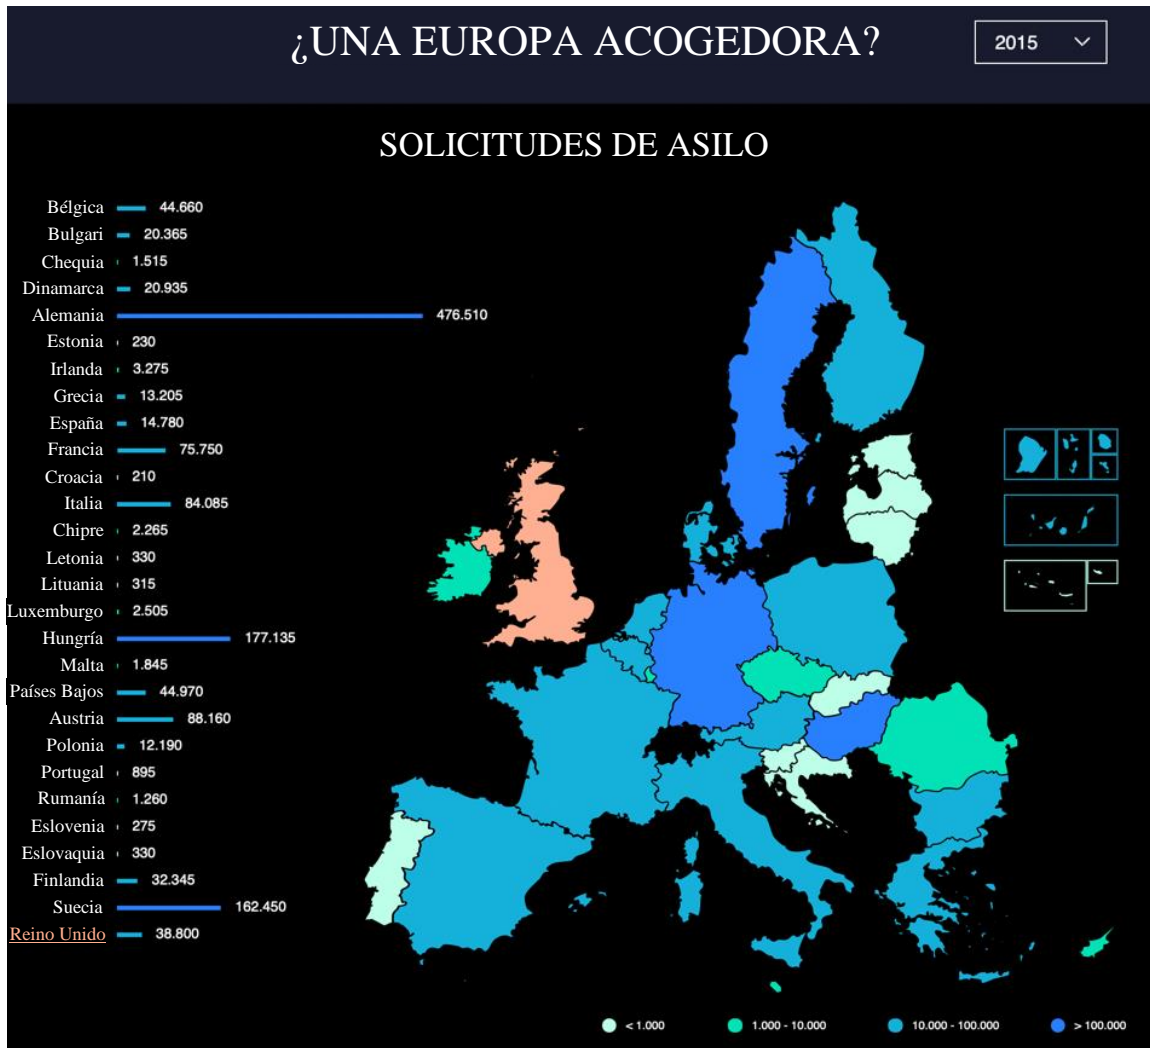 ¿UNA EUROPA ACOGEDORA?
2015
SOLICITUDES DE ASILO
Bélgica 44.660
Bulgari 20.365
Chequia 1.515
Dinamarca 20.935
Alemania 476.510
Estonia 230
Irlanda 3.275
Grecia 13.205
España 14.780
Francia 75.750
Croacia 210
Italia 84.085
Chipre 2.265
Letonia 330
Lituania 315
Luxemburgo 2.505
Hungría 177.135
Malta 1.845
Países Bajos 44.970
Austria 88.160
Polonia 12.190
Portugal 895
Rumanía 1.260
Eslovenia 275
Eslovaquia 330
Finlandia 32.345
Suecia 162.450
Reino Unido 38.800
< 1.000 1.000 - 10.000 10.000 - 100.000 > 100.000